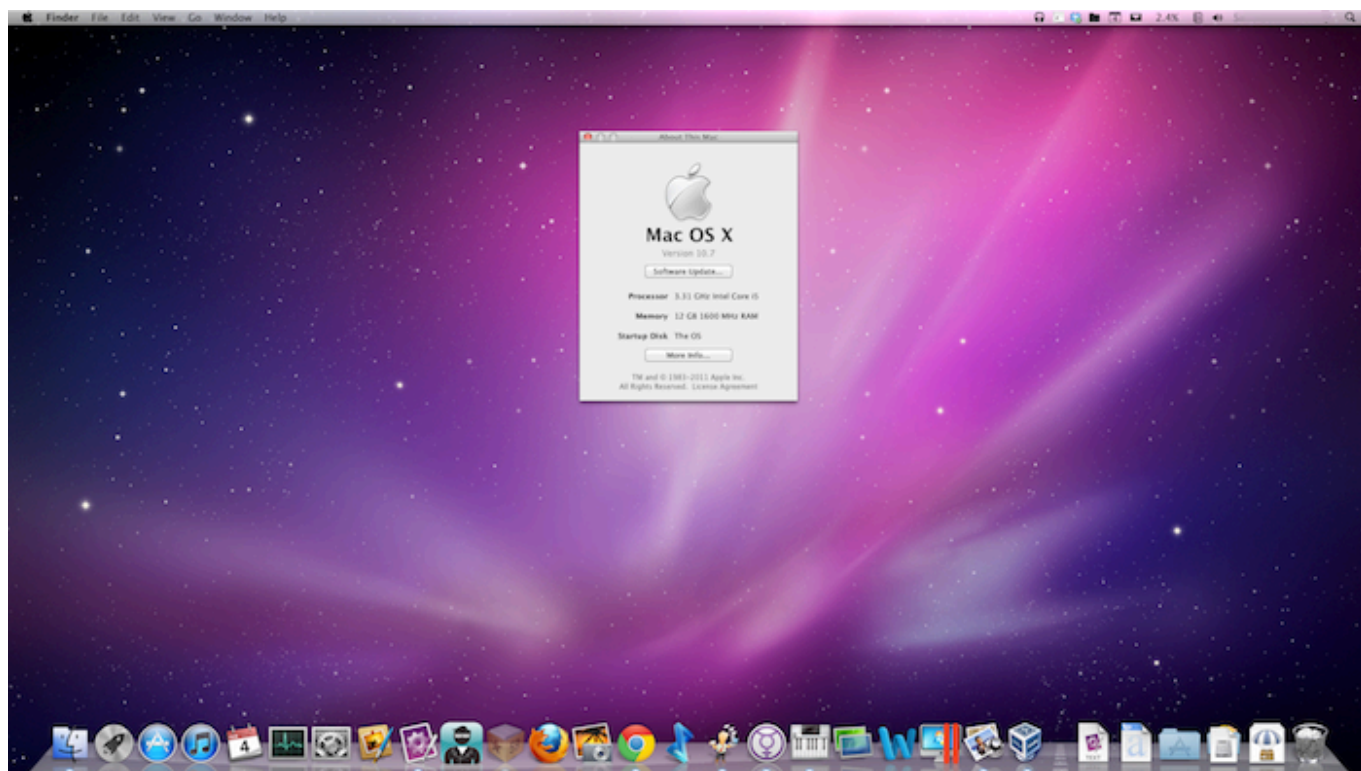 Finder File Edit View Go Window Help
2.4%
About This Mac
Mac OS X
Version 10.7
Software Update...
Processor 3.31 GHz Intel Core i5
Memory 12 GB 1600 MHz RAM
Startup Disk The OS
More Info...
TM and © 1983-2011 Apple Inc.
All Rights Reserved. License Agreement
4
TEXT